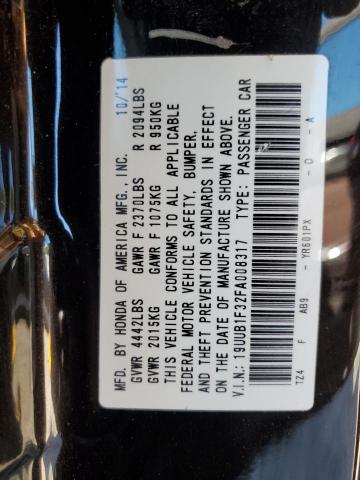 MFD. BY HONDA OF AMERICA MFG., INC. 10/'14
GVWR 4442LBS GAWR F 2370LBS R 2094LBS
GVWR 2015KG GAWR F 1075KG R 950KG
THIS VEHICLE CONFORMS TO ALL APPLICABLE
FEDERAL MOTOR VEHICLE SAFETY, BUMPER,
AND THEFT PREVENTION STANDARDS IN EFFECT
ON THE DATE OF MANUFACTURE SHOWN ABOVE.
V.I.N.: 19UUB1F32FA008317 TYPE: PASSENGER CAR
TZ4 F AB9 - YR601PX - D - A